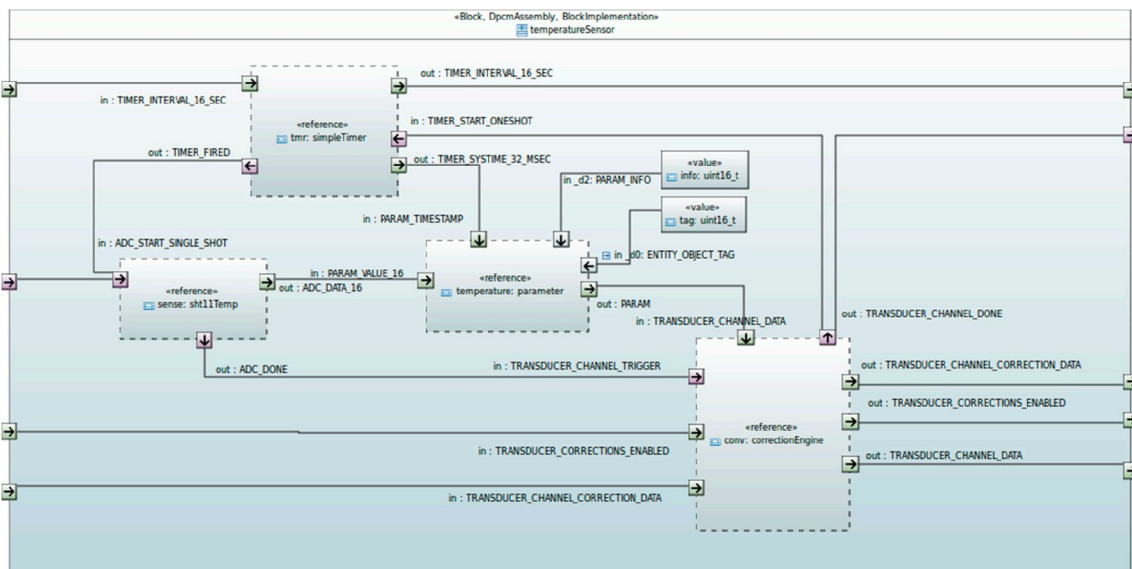 «Block, DpcmAssembly, BlockImplementation»
temperatureSensor
out : TIMER_INTERVAL_16_SEC
in : TIMER_INTERVAL_16_SEC
in : TIMER_START_ONESHOT
«reference»
tmr: simpleTimer
out : TIMER_FIRED
out : TIMER_SYSTIME_32_MSEC
«value»
info: uint16_t
in _d2: PARAM_INFO
«value»
tag: uint16_t
in : PARAM_TIMESTAMP
in : ADC_START_SINGLE_SHOT
in _d0: ENTITY_OBJECT_TAG
in : PARAM_VALUE_16
out : ADC_DATA_16
«reference»
sense: sht11Temp
«reference»
temperature: parameter
out : PARAM
in : TRANSDUCER_CHANNEL_DATA
out : TRANSDUCER_CHANNEL_DONE
out : ADC_DONE
in : TRANSDUCER_CHANNEL_TRIGGER
out : TRANSDUCER_CHANNEL_CORRECTION_DATA
out : TRANSDUCER_CORRECTIONS_ENABLED
«reference»
conv: correctionEngine
in : TRANSDUCER_CORRECTIONS_ENABLED
out : TRANSDUCER_CHANNEL_DATA
in : TRANSDUCER_CHANNEL_CORRECTION_DATA